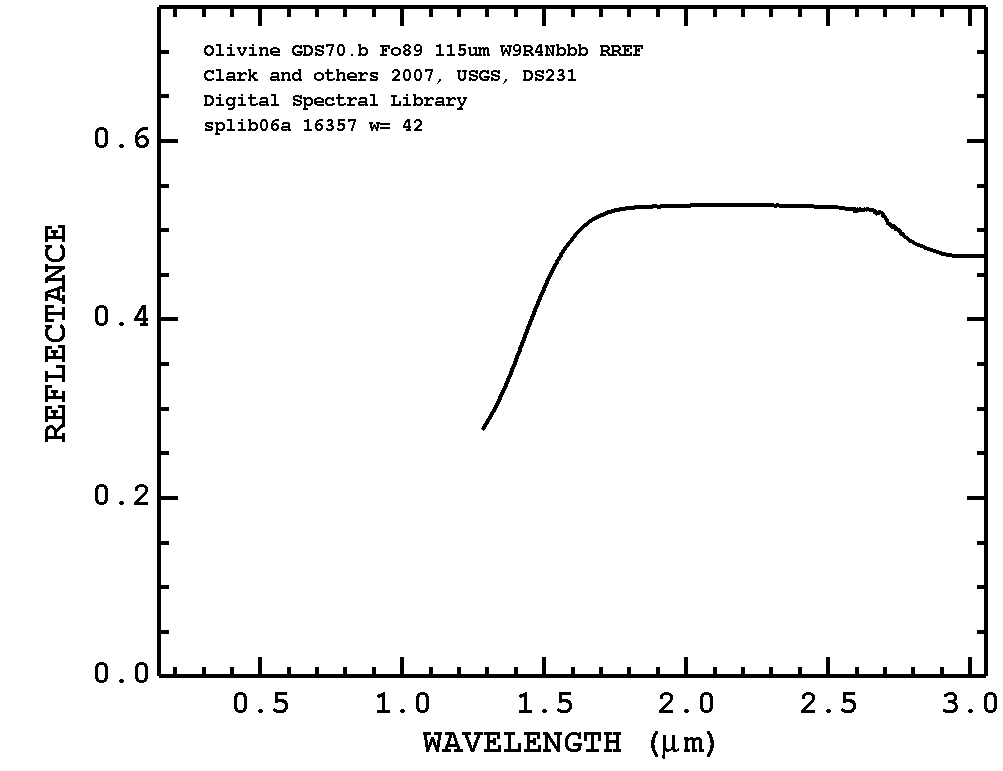 Olivine GDS70.b Fo89 115um W9R4Nbbb RREF
Clark and others 2007, USGS, DS231
Digital Spectral Library
splib06a 16357 w= 42
0.6
0.4
0.2
0.0
REFLECTANCE
0.5 1.0 1.5 2.0 2.5 3.0
WAVELENGTH (μm)